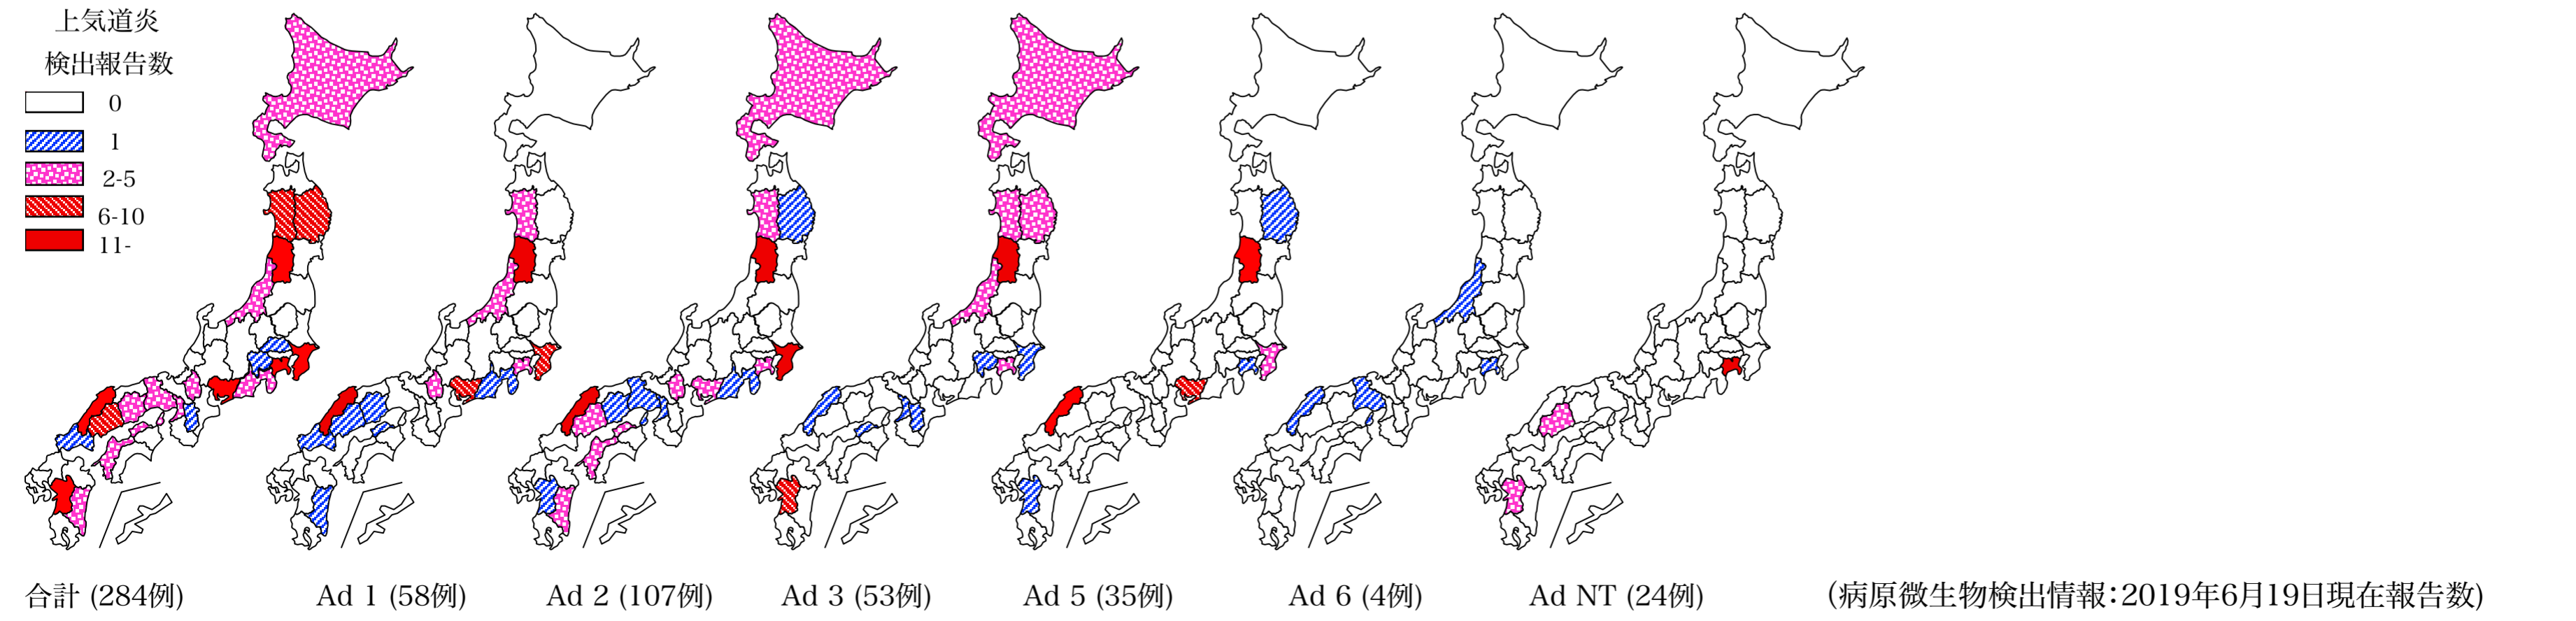 上気道炎
検出報告数
0
1
2-5
6-10
11-
合計 (284例)
Ad 1 (58例)
Ad 2 (107例)
Ad 3 (53例)
Ad 5 (35例)
Ad 6 (4例)
Ad NT (24例)
(病原微生物検出情報：2019年6月19日現在報告数)